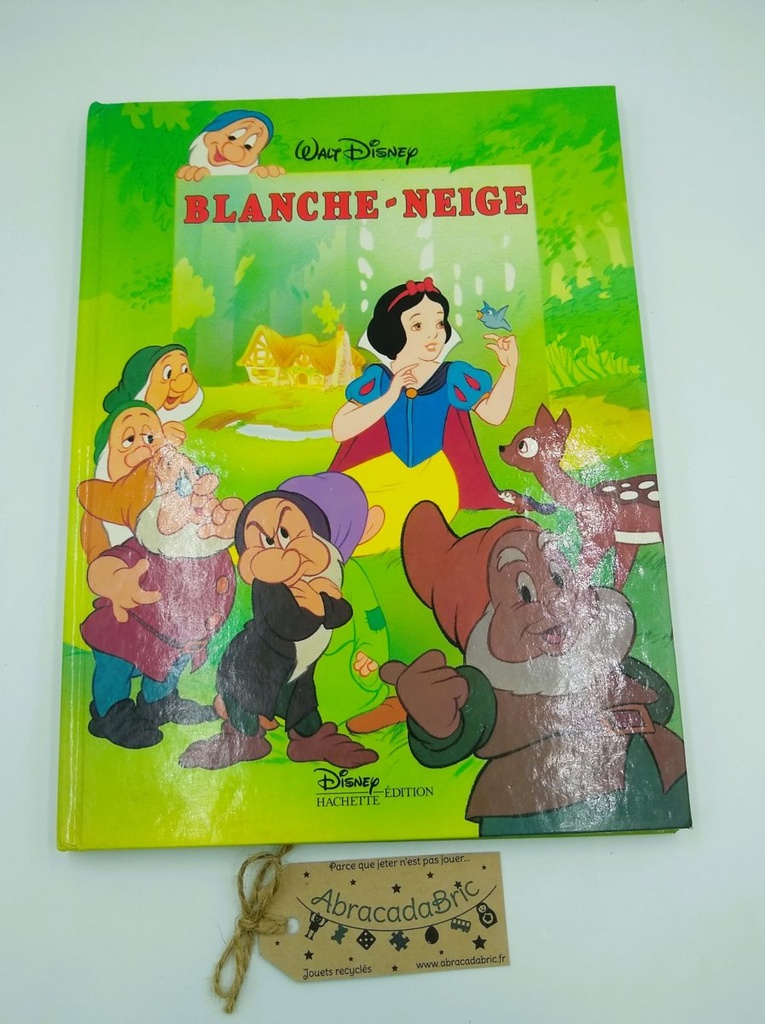 WALT DISNEY
BLANCHE-NEIGE
DISNEY
HACHETTE ÉDITION
Parce que jeter n'est pas jouer...
AbracadaBric
Jouets recyclés
www.abracadabric.fr